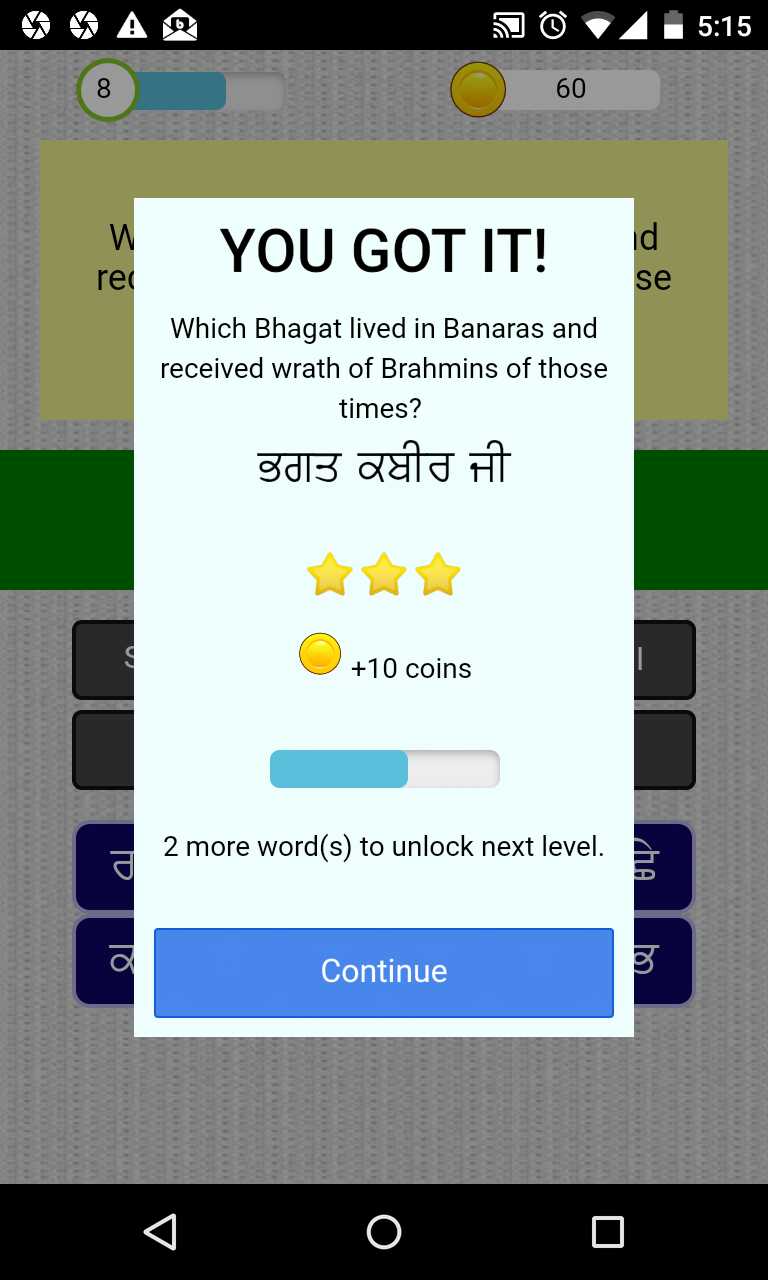 5:15
8
60
YOU GOT IT!
Which Bhagat lived in Banaras and
received wrath of Brahmins of those
times?
ਭਗਤ ਕਬੀਰ ਜੀ
+10 coins
2 more word(s) to unlock next level.
Continue